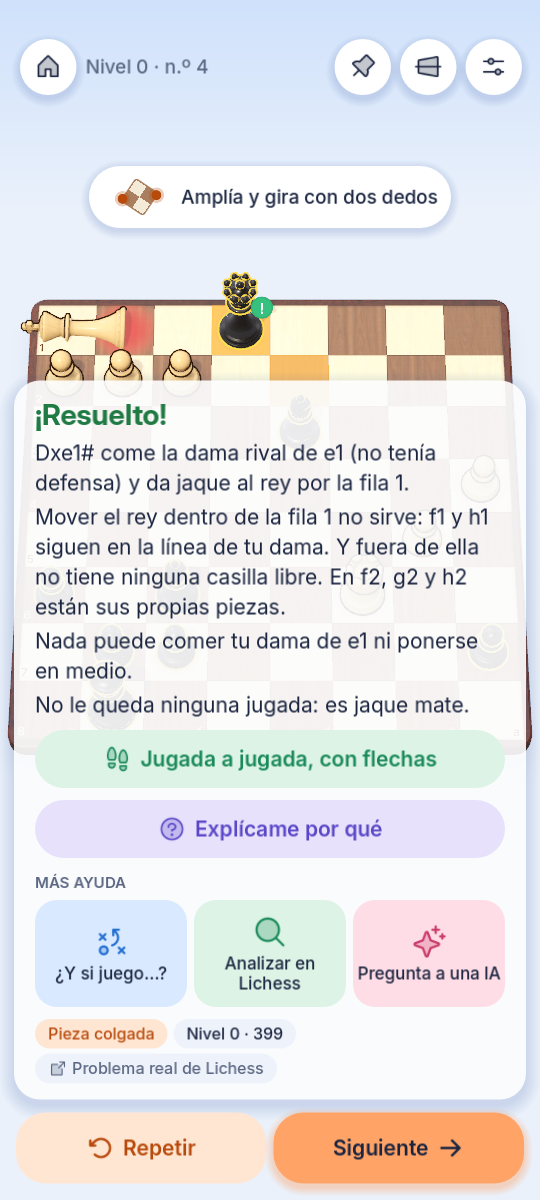 Nivel 0 · n.º 4
Amplía y gira con dos dedos
!
1
¡Resuelto!
Dxe1# come la dama rival de e1 (no tenía
defensa) y da jaque al rey por la fila 1.
Mover el rey dentro de la fila 1 no sirve: f1 y h1
siguen en la línea de tu dama. Y fuera de ella
no tiene ninguna casilla libre. En f2, g2 y h2
están sus propias piezas.
Nada puede comer tu dama de e1 ni ponerse
en medio.
No le queda ninguna jugada: es jaque mate.
Jugada a jugada, con flechas
Explícame por qué
MÁS AYUDA
¿Y si juego...?
Analizar en
Lichess
Pregunta a una IA
Pieza colgada
Nivel 0 · 399
Problema real de Lichess
Repetir
Siguiente